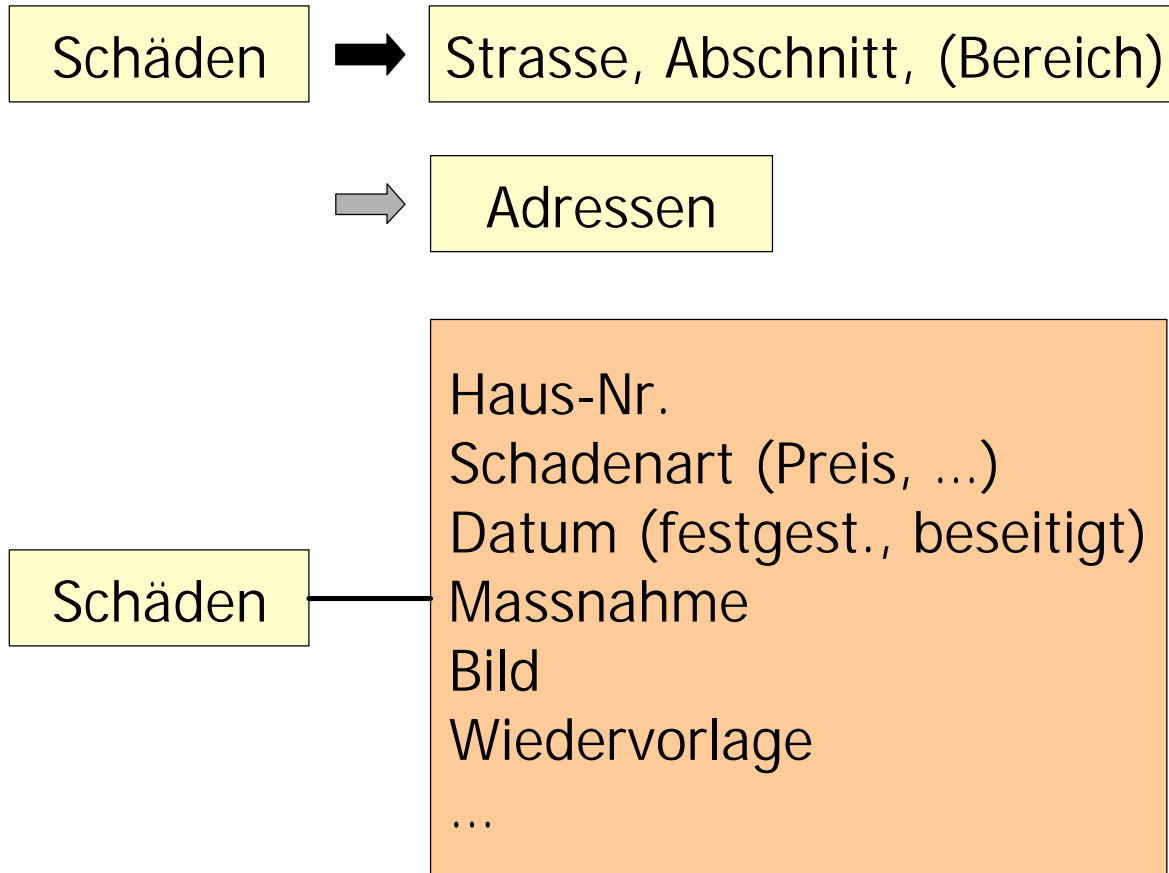 Schäden
Strasse, Abschnitt, (Bereich)
Adressen
Schäden
Haus-Nr.
Schadenart (Preis, ...)
Datum (festgest., beseitigt)
Massnahme
Bild
Wiedervorlage
...